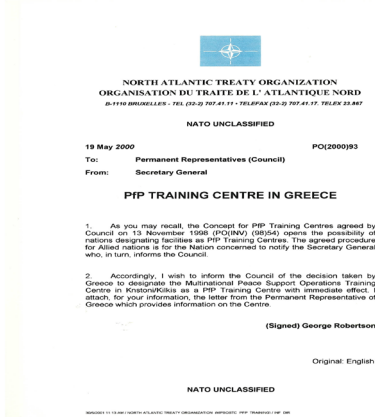 NORTH ATLANTIC TREATY ORGANIZATION
ORGANISATION DU TRAITE DE L' ATLANTIQUE NORD
B-1110 BRUXELLES - TEL (32-2) 707.41.11 • TELEFAX (32-2) 707.41.17. TELEX 23.867
NATO UNCLASSIFIED
19 May 2000 PO(2000)93
To: Permanent Representatives (Council)
From: Secretary General
PfP TRAINING CENTRE IN GREECE
1. As you may recall, the Concept for PfP Training Centres agreed by
Council on 13 November 1998 (PO(INV) (98)54) opens the possibility of
nations designating facilities as PfP Training Centres. The agreed procedure
for Allied nations is for the Nation concerned to notify the Secretary General
who, in turn, informs the Council.
2. Accordingly, I wish to inform the Council of the decision taken by
Greece to designate the Multinational Peace Support Operations Training
Centre in Knstoni/Kilkis as a PfP Training Centre with immediate effect. I
attach, for your information, the letter from the Permanent Representative of
Greece which provides information on the Centre.
(Signed) George Robertson
Original: English
NATO UNCLASSIFIED
NORTH ATLANTIC TREATY ORGANIZATION